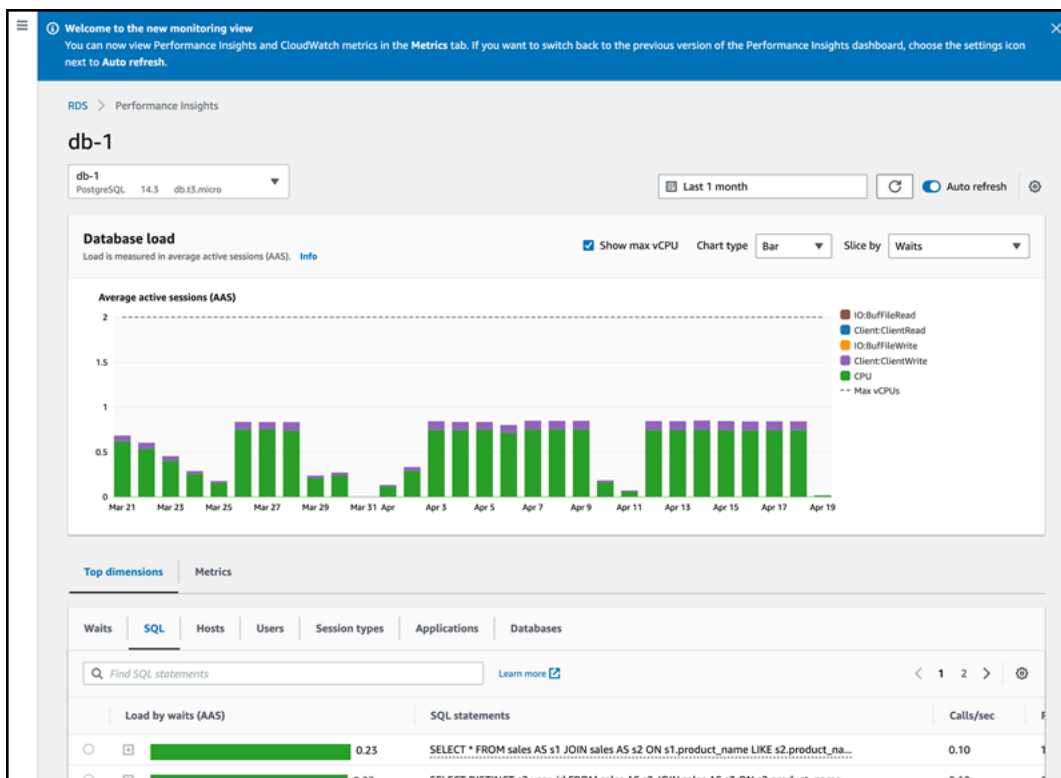 Welcome to the new monitoring view
You can now view Performance Insights and CloudWatch metrics in the Metrics tab. If you want to switch back to the previous version of the Performance Insights dashboard, choose the settings icon
next to Auto refresh.
RDS > Performance Insights
db-1
db-1
PostgreSQL 14.3 db.t3.micro
Last 1 month
Auto refresh
Database load
Load is measured in average active sessions (AAS). Info
Show max vCPU
Chart type
Bar
Slice by
Waits
Average active sessions (AAS)
2
1.5
1
0.5
0
Mar 21 Mar 23 Mar 25 Mar 27 Mar 29 Mar 31 Apr Apr 3 Apr 5 Apr 7 Apr 9 Apr 11 Apr 13 Apr 15 Apr 17 Apr 19
IO:BufFileRead
Client:ClientRead
IO:BufFileWrite
Client:ClientWrite
CPU
Max vCPUs
Top dimensions Metrics
Waits SQL Hosts Users Session types Applications Databases
Find SQL statements
Learn more
1 2
Load by waits (AAS) SQL statements Calls/sec
0.23 SELECT * FROM sales AS s1 JOIN sales AS s2 ON s1.product_name LIKE s2.product_na... 0.10